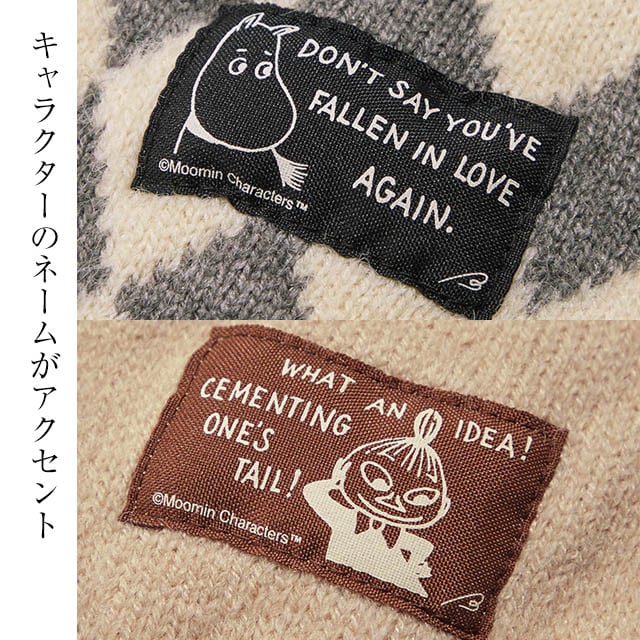 キャラクターのネームがアクセント
DON'T SAY YOU'VE
FALLEN IN LOVE
AGAIN.
©Moomin Characters™
WHAT AN IDEA!
CEMENTING
ONE'S
TAIL!
©Moomin Characters™